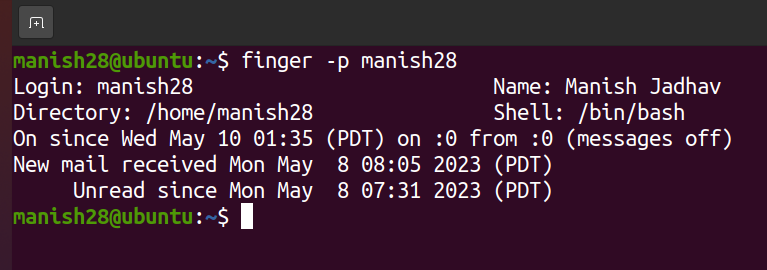 manish28@ubuntu:~$ finger -p manish28
Login: manish28                         Name: Manish Jadhav
Directory: /home/manish28               Shell: /bin/bash
On since Wed May 10 01:35 (PDT) on :0 from :0 (messages off)
New mail received Mon May  8 08:05 2023 (PDT)
     Unread since Mon May  8 07:31 2023 (PDT)
manish28@ubuntu:~$